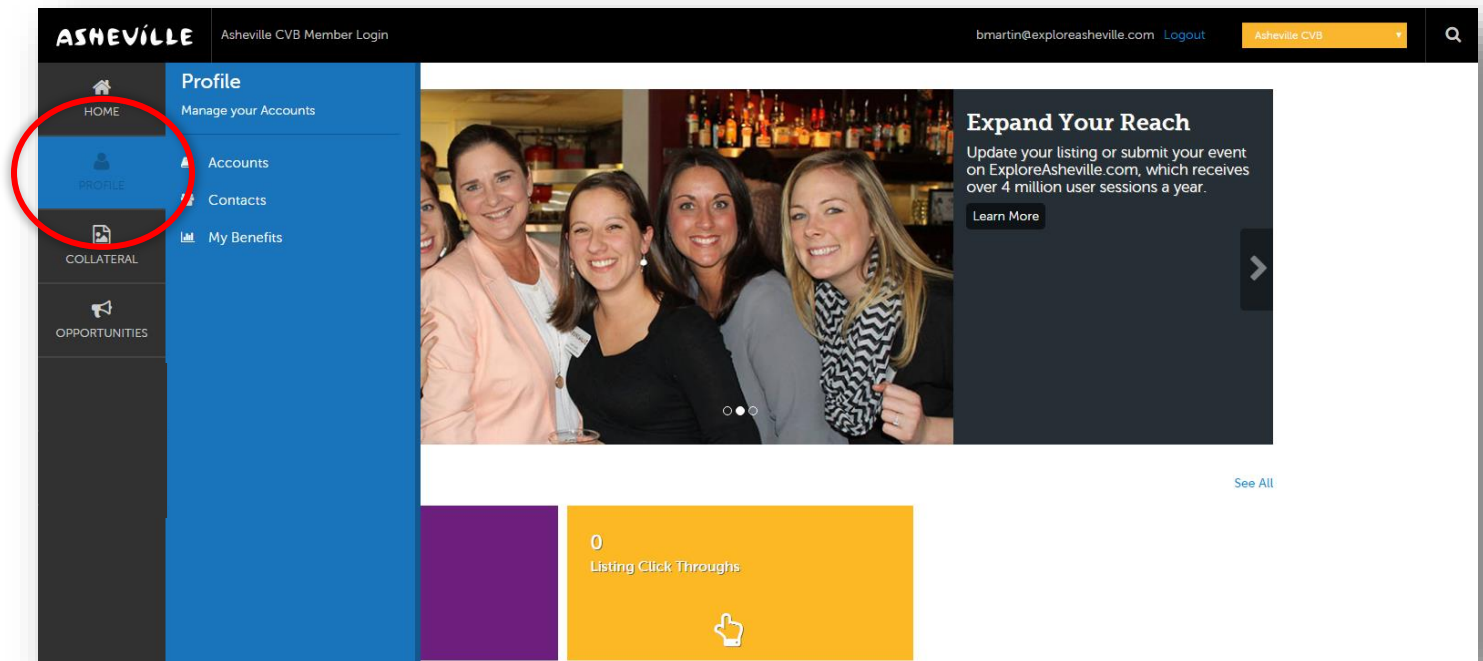 ASHEVILLE
Asheville CVB Member Login
bmartin@exploreasheville.com Logout
Asheville CVB
HOME
PROFILE
COLLATERAL
OPPORTUNITIES
Profile
Manage your Accounts
Accounts
Contacts
My Benefits
Expand Your Reach
Update your listing or submit your event
on ExploreAsheville.com, which receives
over 4 million user sessions a year.
Learn More
See All
0
Listing Click Throughs